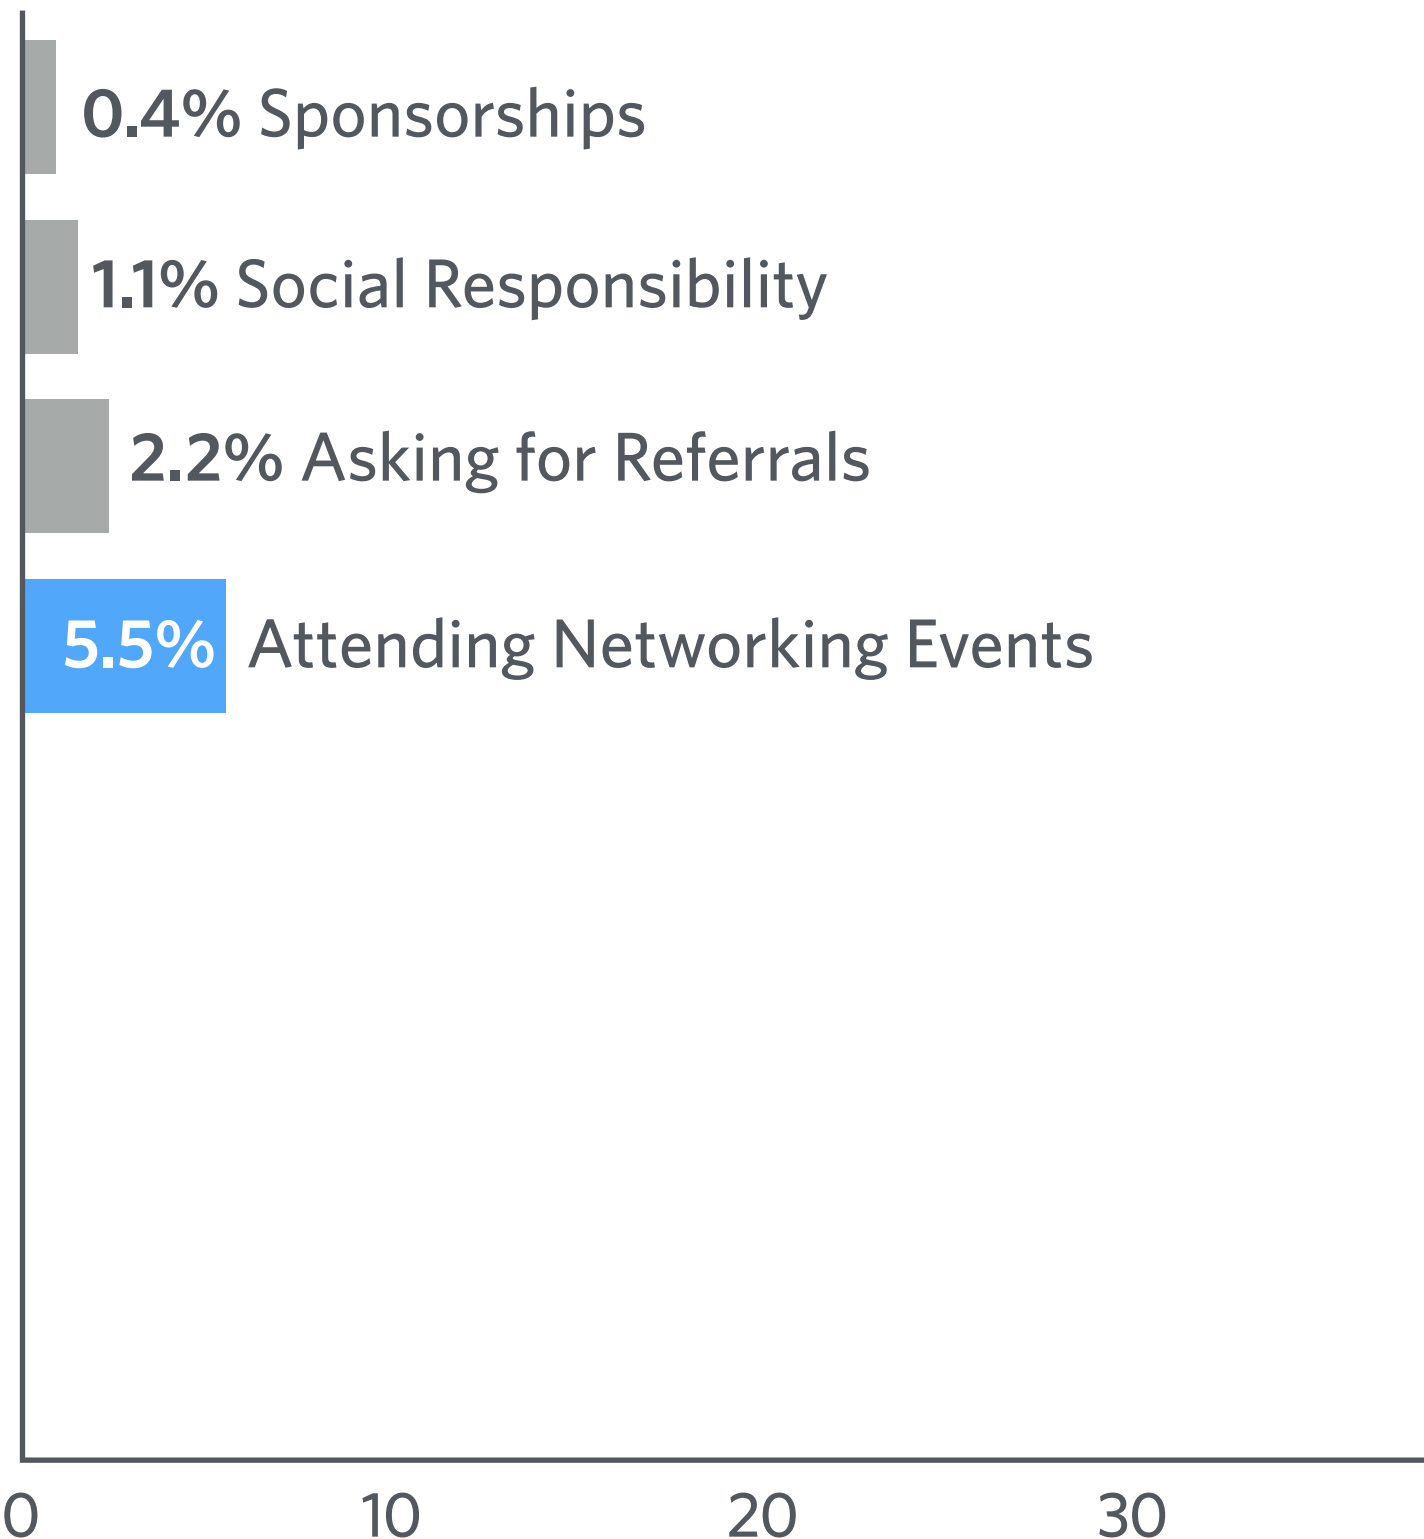 0.4% Sponsorships
1.1% Social Responsibility
2.2% Asking for Referrals
5.5% Attending Networking Events
0 10 20 30